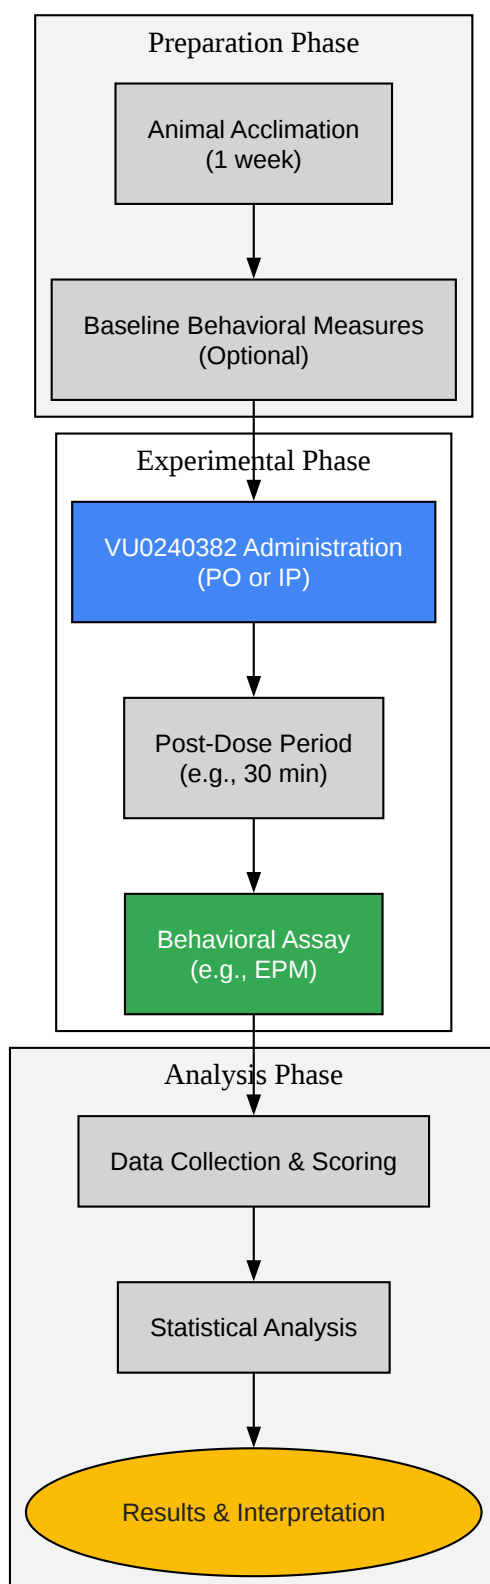 Preparation Phase
Animal Acclimation
(1 week)
Baseline Behavioral Measures
(Optional)
Experimental Phase
VU0240382 Administration
(PO or IP)
Post-Dose Period
(e.g., 30 min)
Behavioral Assay
(e.g., EPM)
Analysis Phase
Data Collection & Scoring
Statistical Analysis
Results & Interpretation